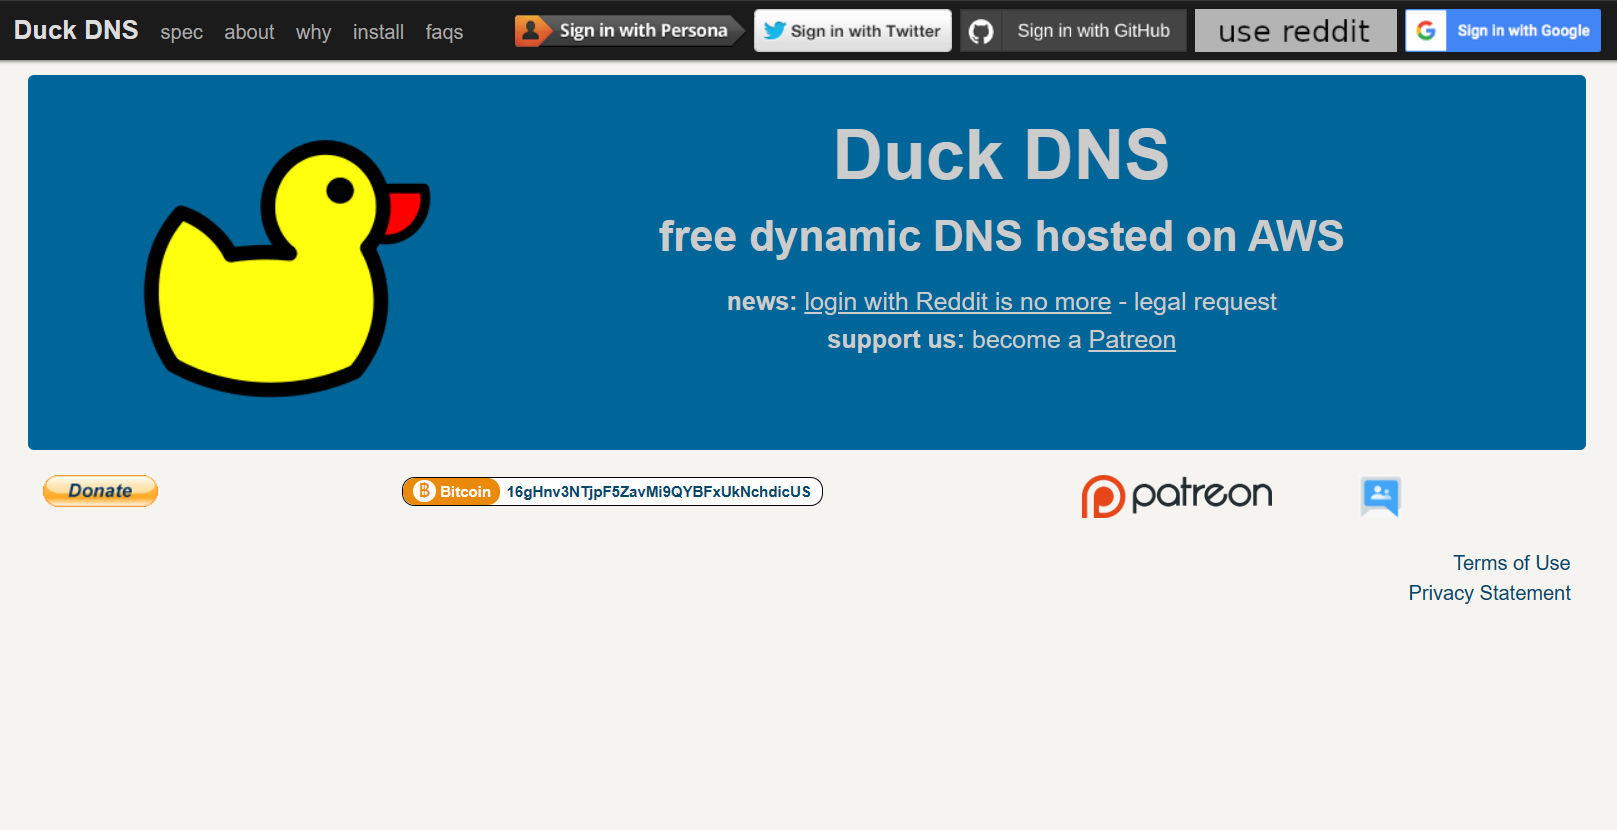 Duck DNS spec about why install faqs Sign in with Persona Sign in with Twitter Sign in with GitHub use reddit Sign in with Google
Duck DNS
free dynamic DNS hosted on AWS
news: login with Reddit is no more - legal request
support us: become a Patreon
Donate Bitcoin 16gHnv3NTjpF5ZavMi9QYBFxUkNchdicUS patreon
Terms of Use
Privacy Statement